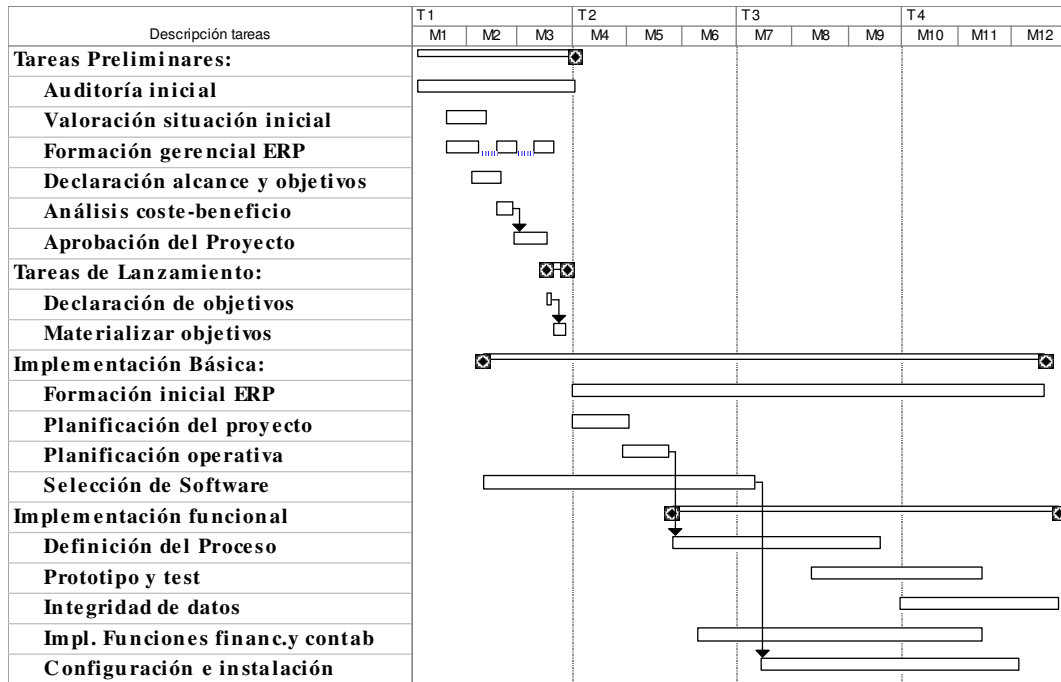 T1 T2 T3 T4
Descripción tareas M1 M2 M3 M4 M5 M6 M7 M8 M9 M10 M11 M12
Tareas Preliminares:
Auditoría inicial
Valoración situación inicial
Formación gerencial ERP
Declaración alcance y objetivos
Análisis coste-beneficio
Aprobación del Proyecto
Tareas de Lanzamiento:
Declaración de objetivos
Materializar objetivos
Implementación Básica:
Formación inicial ERP
Planificación del proyecto
Planificación operativa
Selección de Software
Implementación funcional
Definición del Proceso
Prototipo y test
Integridad de datos
Impl. Funciones financ.y contab
Configuración e instalación